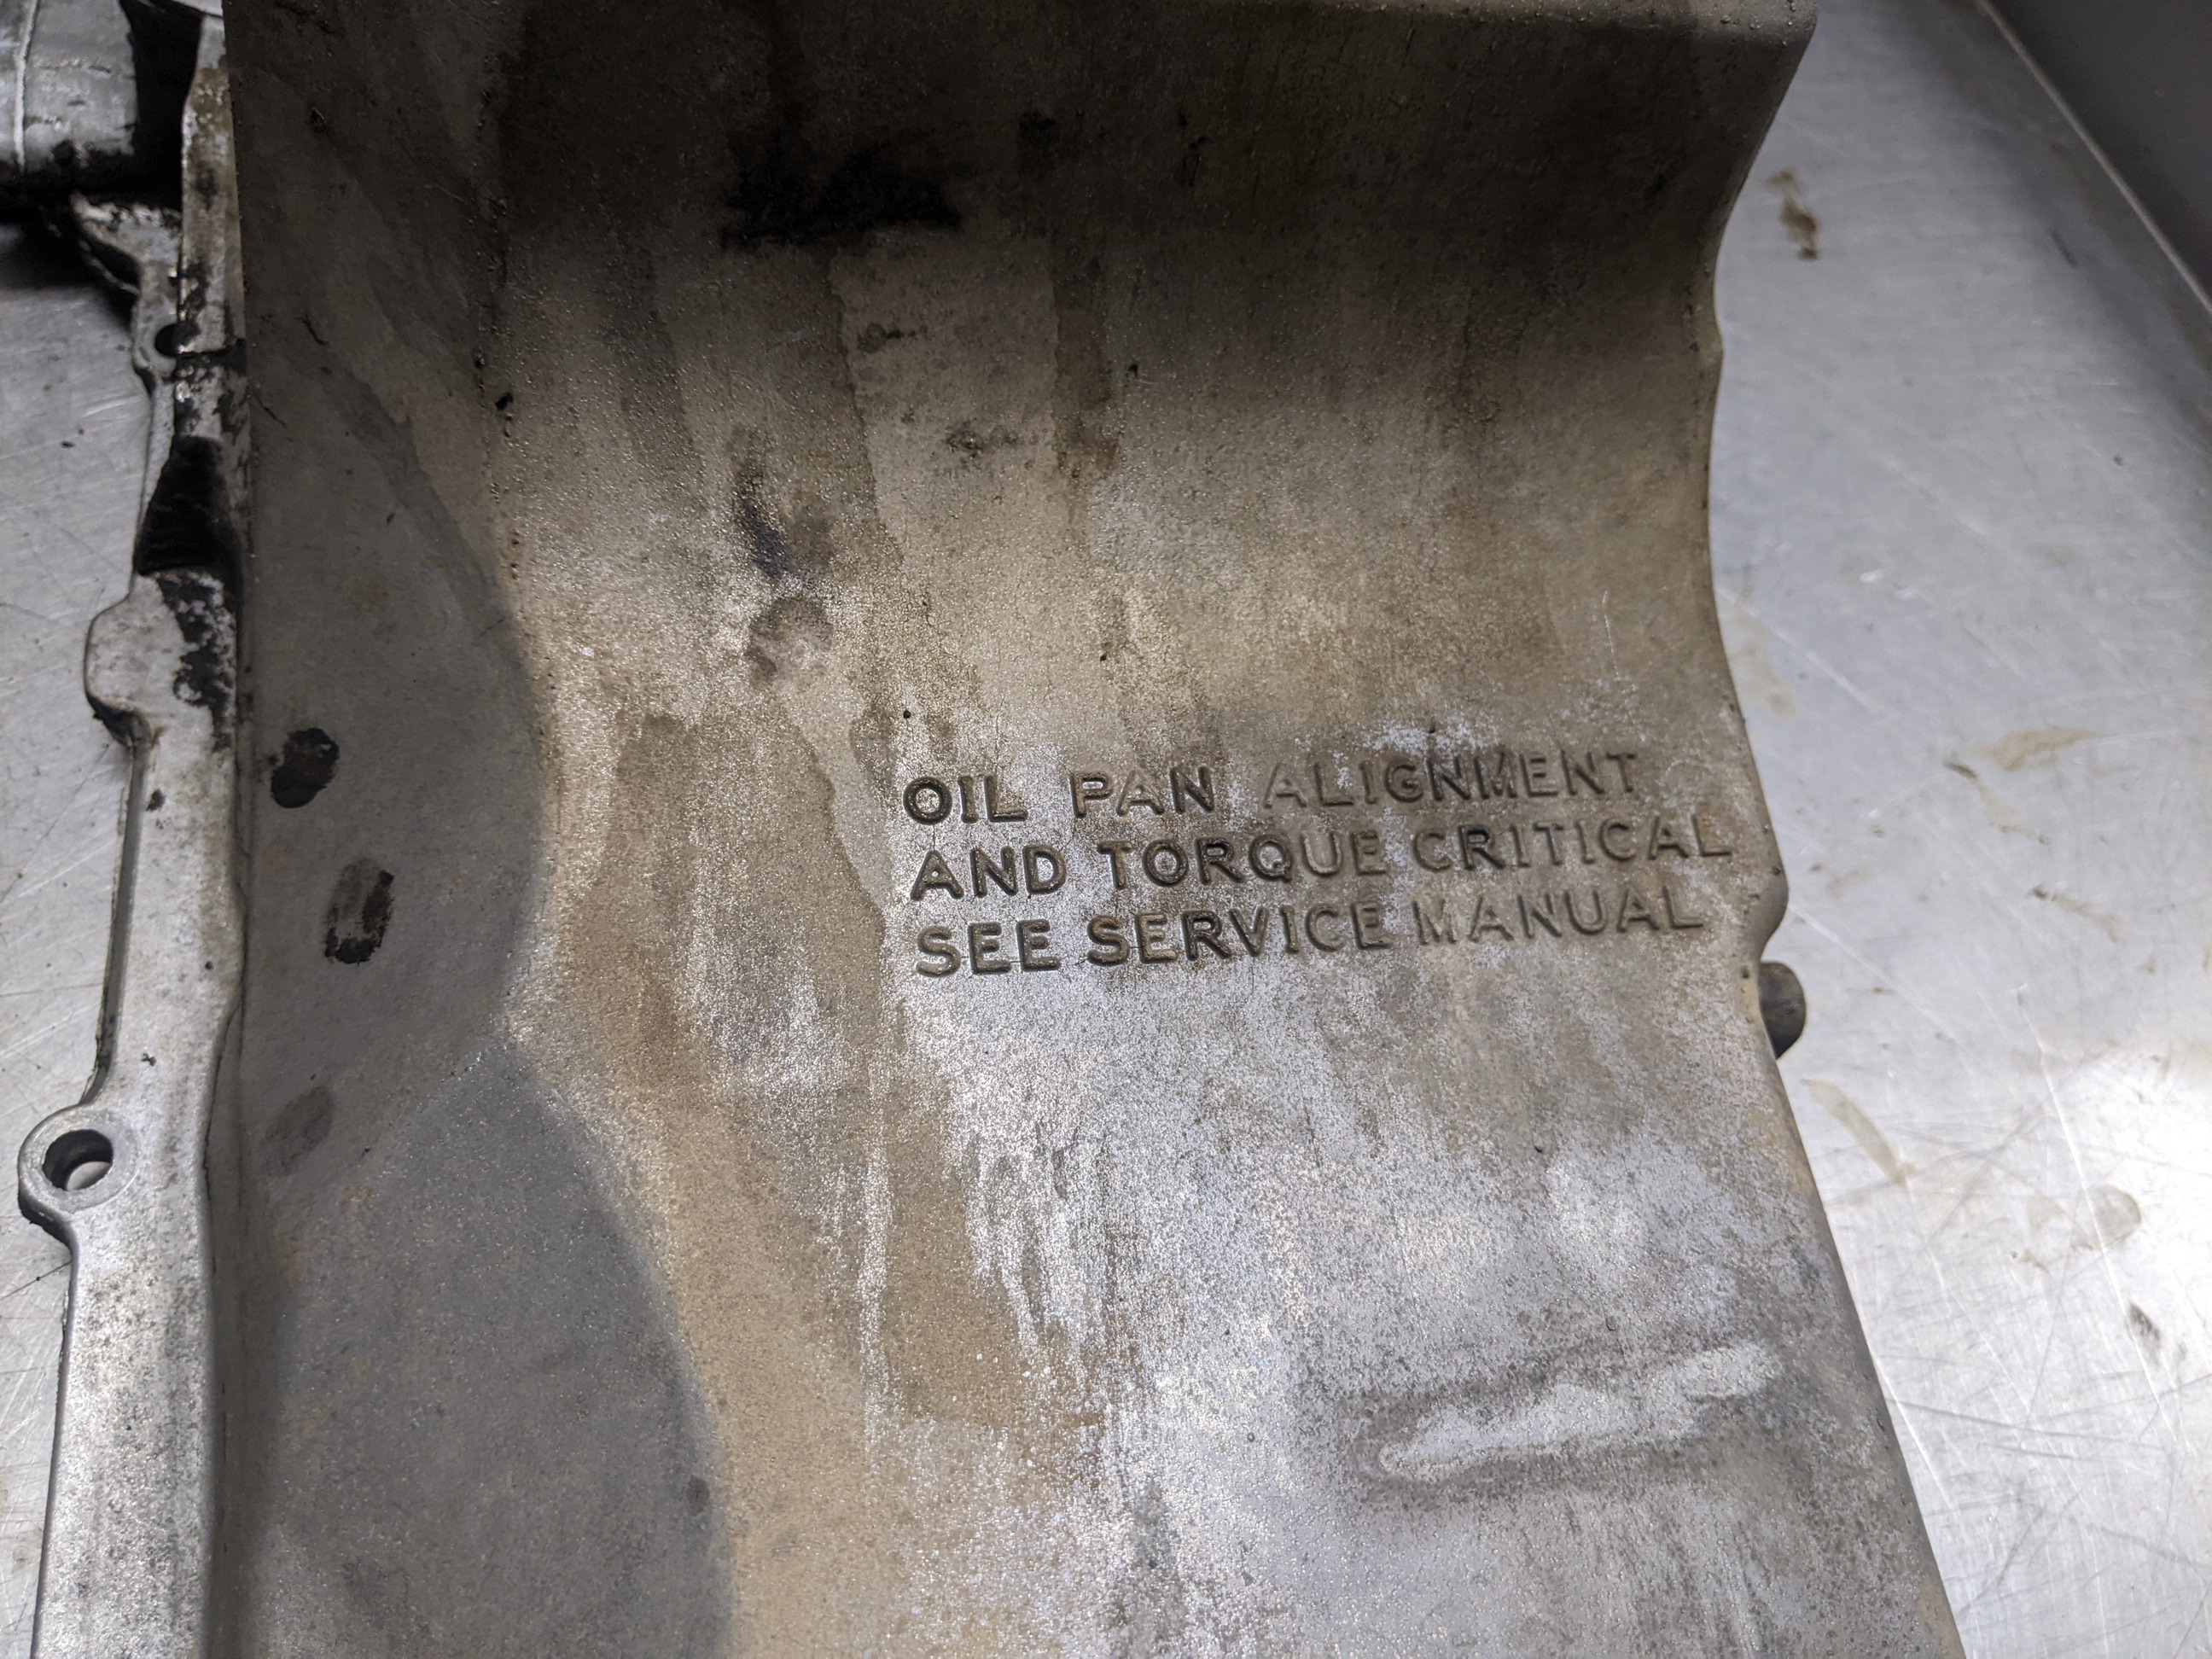 OIL PAN ALIGNMENT
AND TORQUE CRITICAL
SEE SERVICE MANUAL